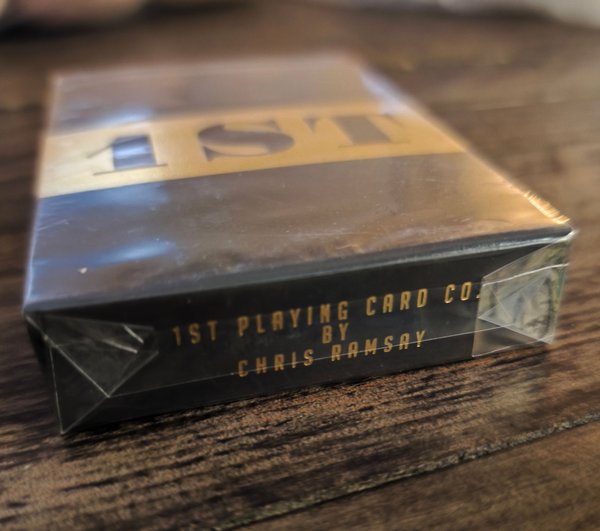 1ST
1ST PLAYING CARD CO.
BY
CHRIS RAMSAY